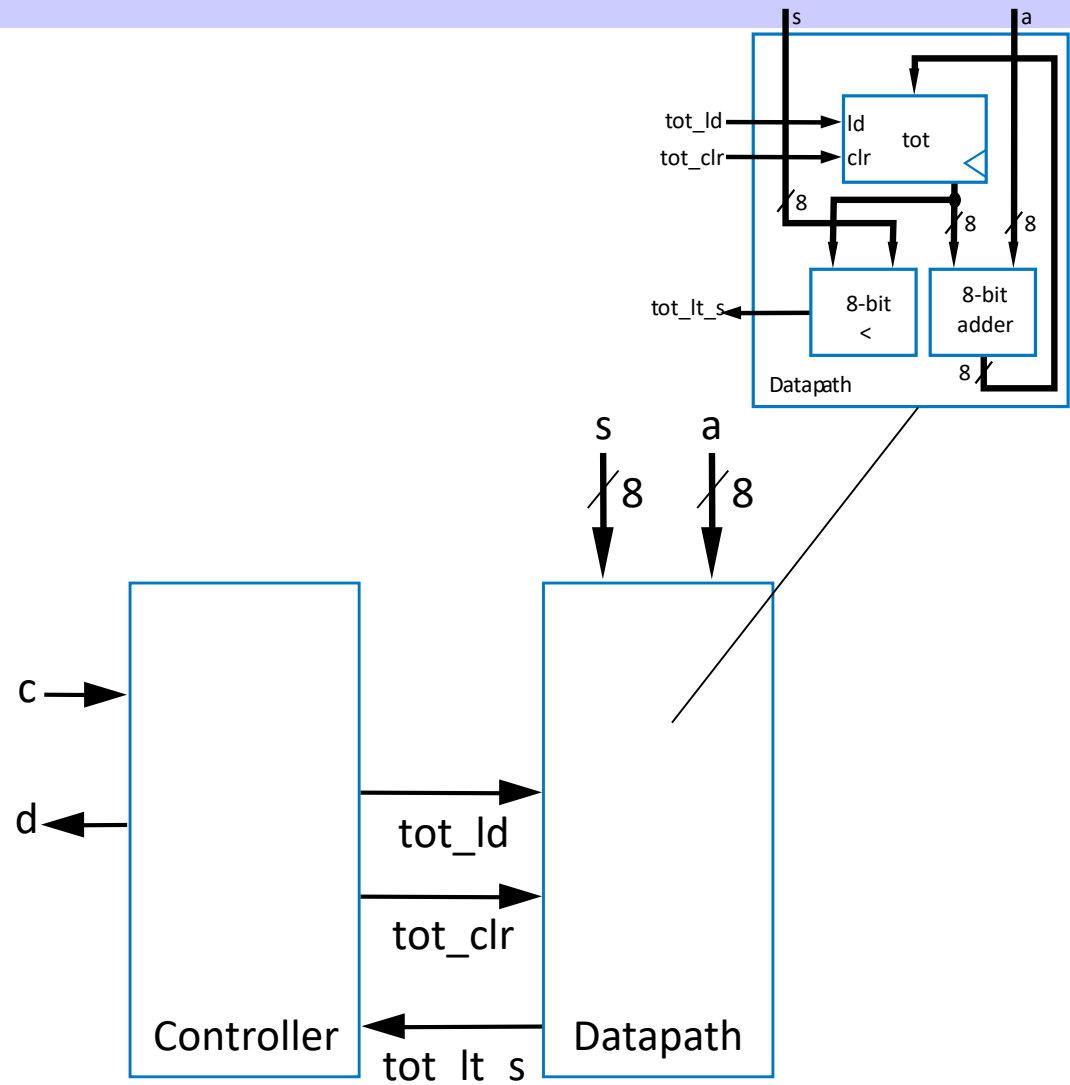 s
a
tot_ld
ld
tot
tot_clr
clr
8
8
8
8-bit
<
8-bit
adder
tot_lt_s
8
Datapath
s
a
8
8
c
d
tot_ld
tot_clr
Controller
Datapath
tot_lt_s